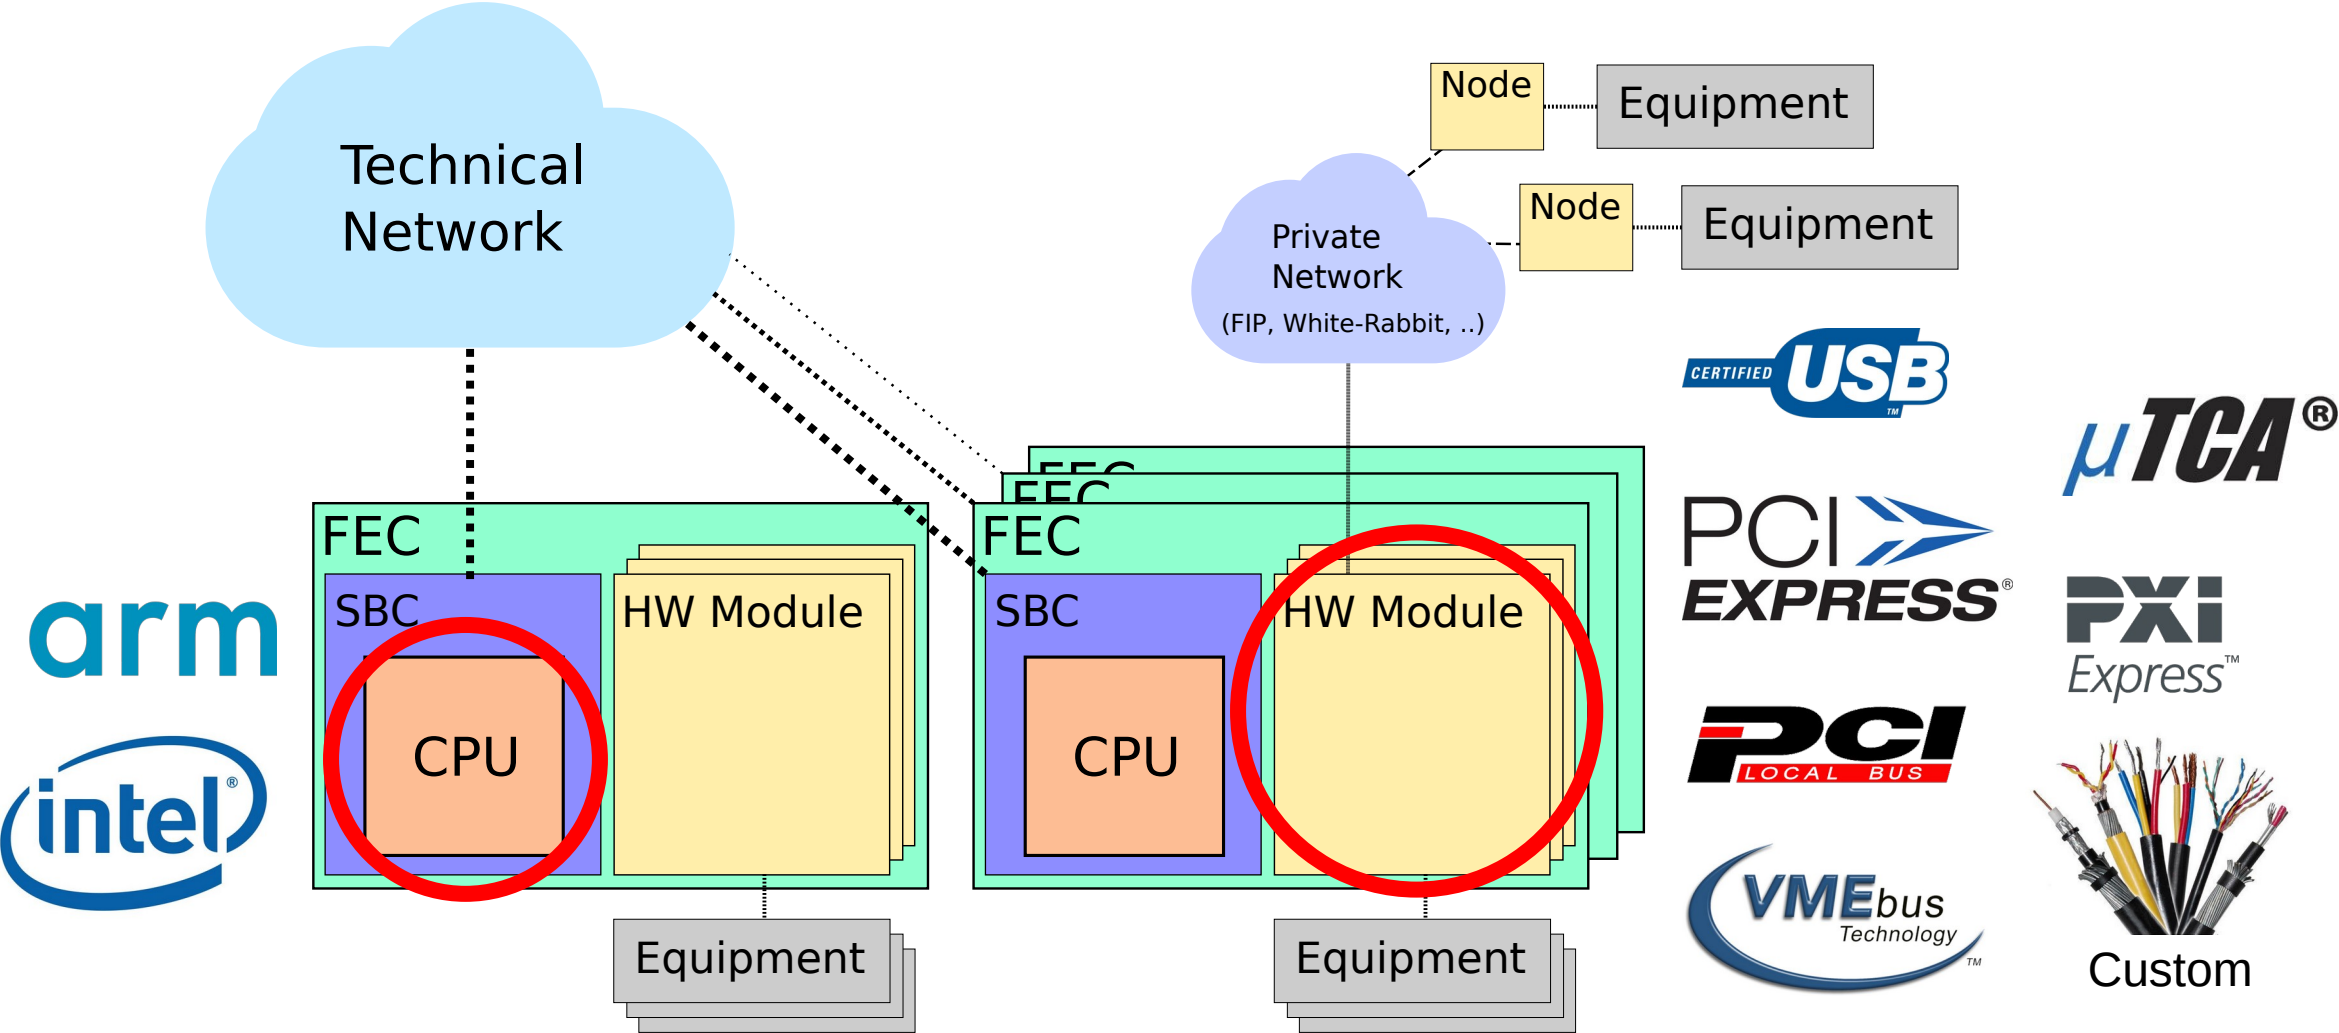 Technical
Network
Node
Equipment
Node
Equipment
Private
Network
(FIP, White-Rabbit, ..)
CERTIFIED USB™
µTCA®
FEC
FEC
FEC
FEC
SBC
HW Module
CPU
SBC
HW Module
CPU
arm
intel®
PCI
EXPRESS®
PXI
Express™
PCI
LOCAL BUS
VMEbus
Technology
™
Custom
Equipment
Equipment